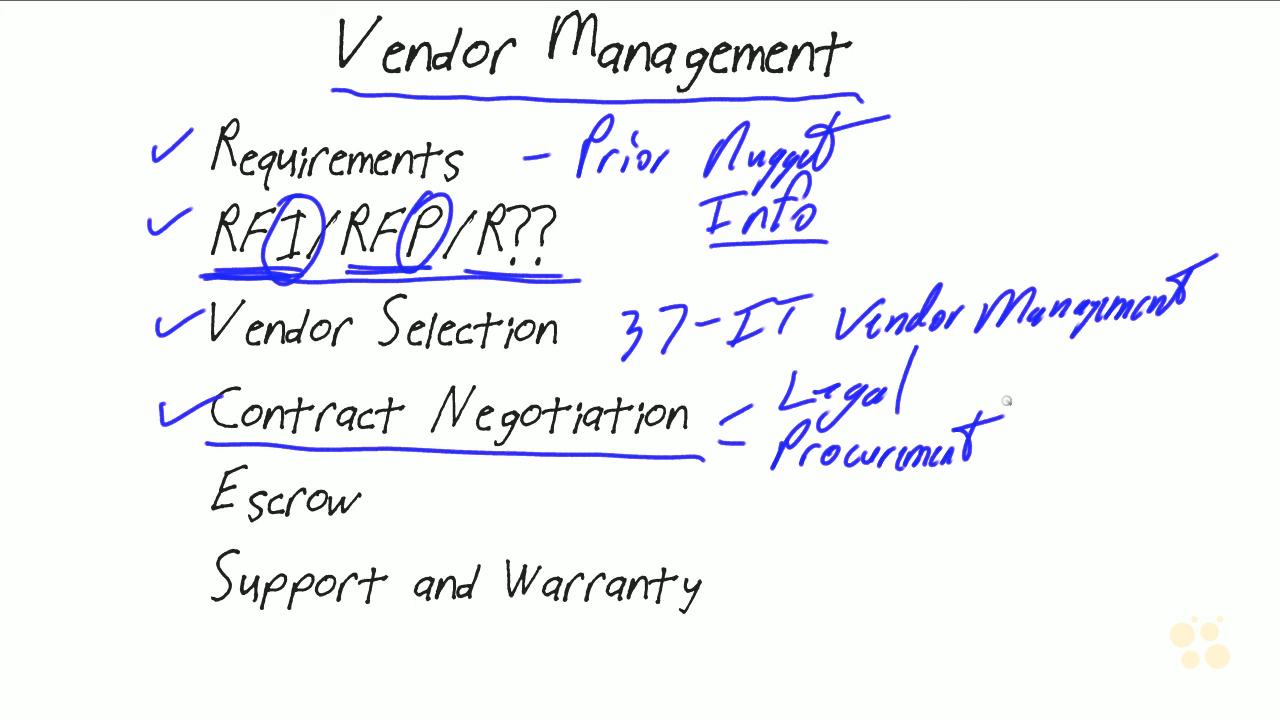 Vendor Management
Requirements - Prior Nugget
Info
RFI/RFP/R??
Vendor Selection 37-IT Vendor Management
Contract Negotiation = Legal
Procurement
Escrow
Support and Warranty